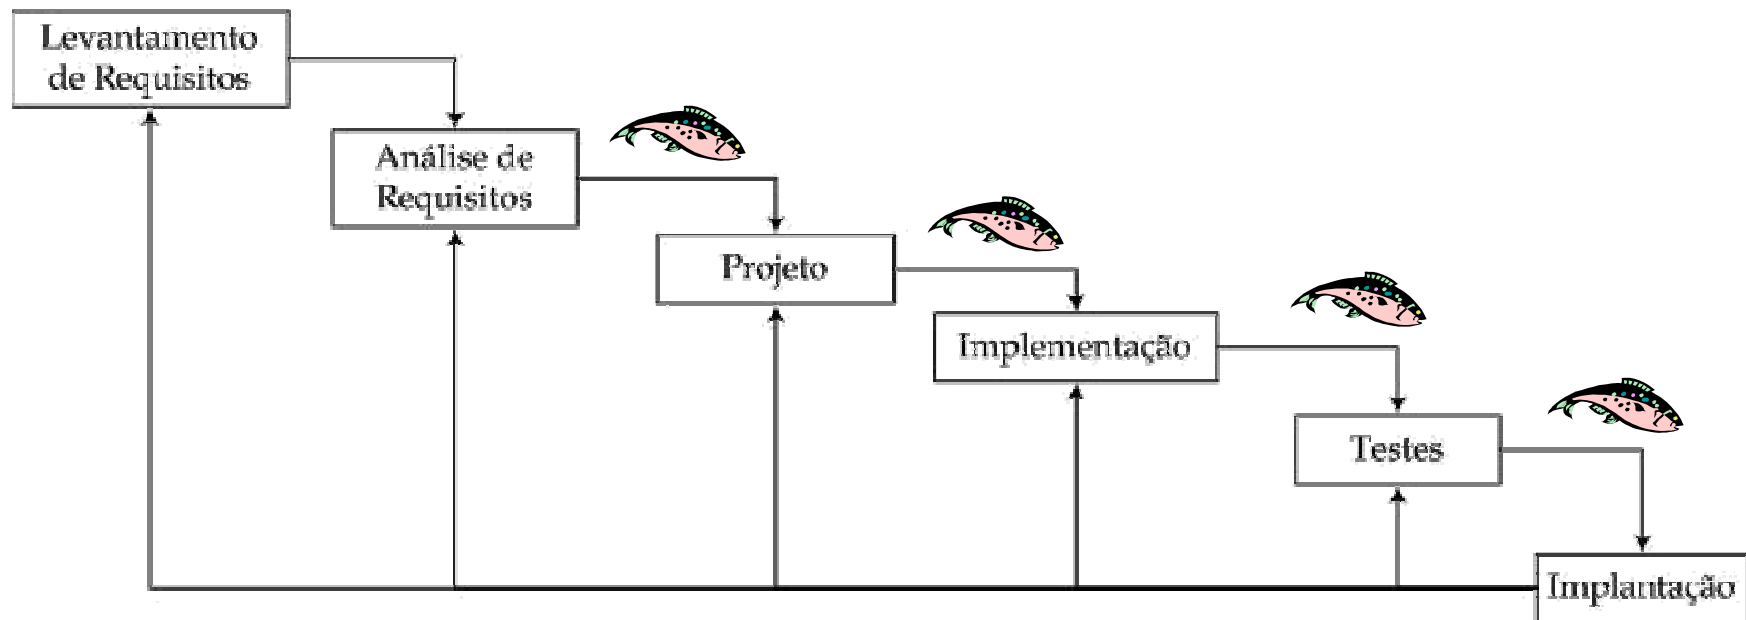 Levantamento
de Requisitos
Análise de
Requisitos
Projeto
Implementação
Testes
Implantação